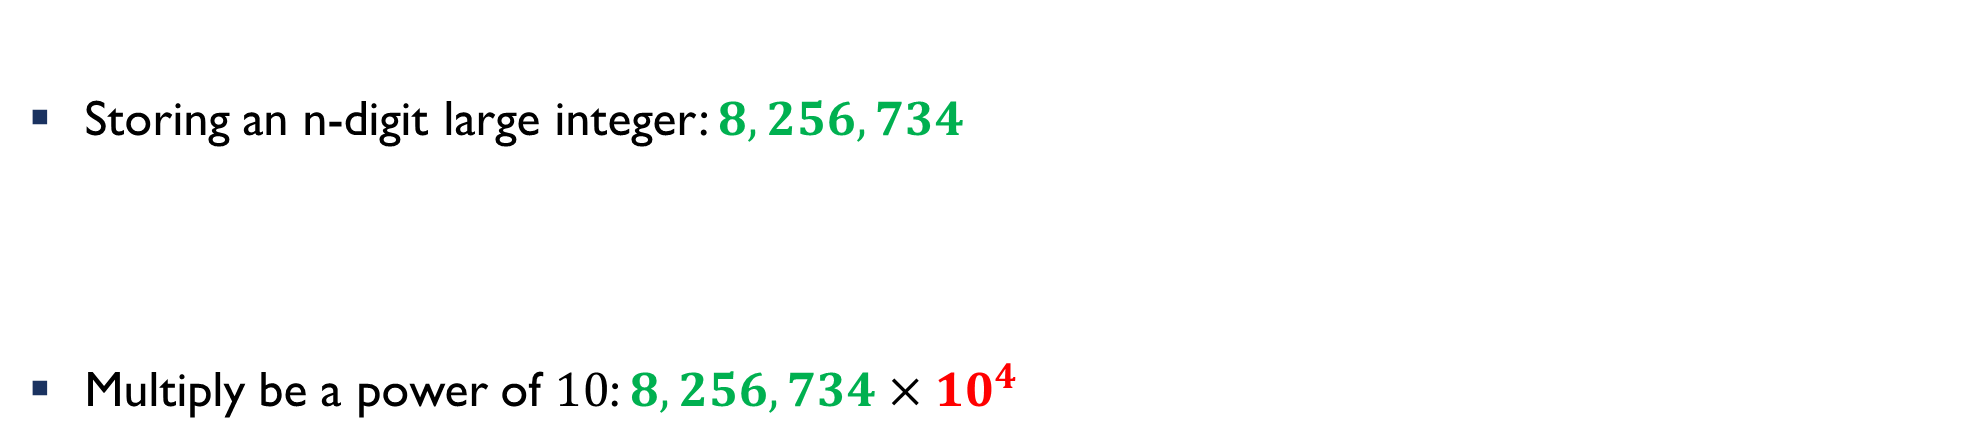 ▪ Storing an n-digit large integer: 8, 256, 734
▪ Multiply be a power of 10: 8, 256, 734 × 10⁴